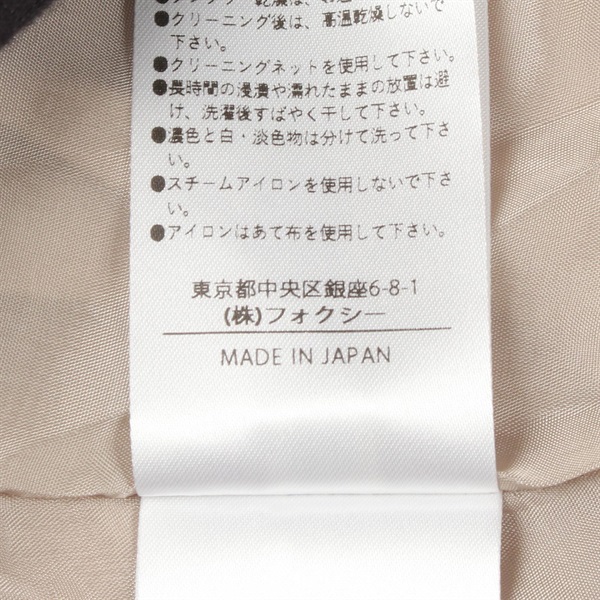 ●クリーニング後は、高温乾燥しないで
下さい。
●クリーニングネットを使用して下さい。
●長時間の浸漬や濡れたままの放置は避
け、洗濯後すばやく干して下さい。
●濃色と白・淡色物は分けて洗って下さ
い。
●スチームアイロンを使用しないで下さ
い。
●アイロンはあて布を使用して下さい。
東京都中央区銀座6-8-1
(株)フォクシー
MADE IN JAPAN